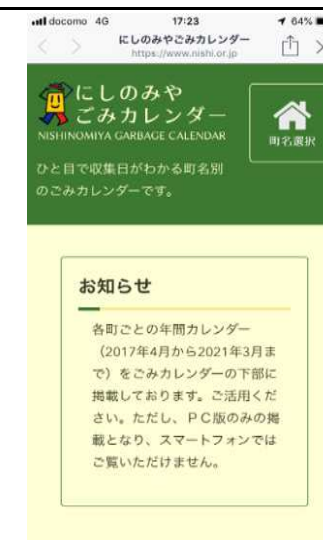 docomo 4G 17:23 64%
にしのみやごみカレンダー
https://www.nishi.or.jp
にしのみや
ごみカレンダー
NISHINOMIYA GARBAGE CALENDAR
町名選択
ひと目で収集日がわかる町名別
のごみカレンダーです。
お知らせ
各町ごとの年間カレンダー
（2017年4月から2021年3月ま
で）をごみカレンダーの下部に
掲載しております。ご活用くだ
さい。ただし、ＰＣ版のみの掲
載となり、スマートフォンでは
ご覧いただけません。